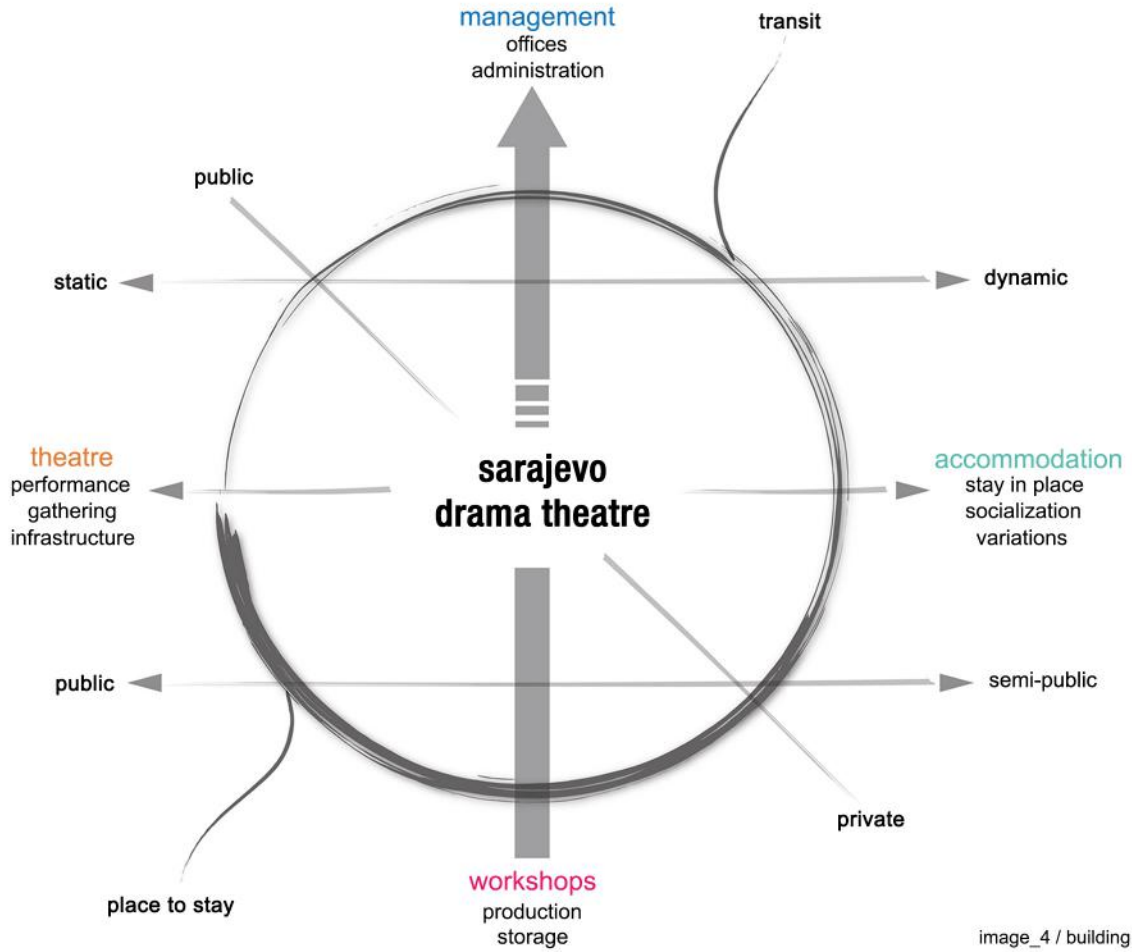 management
offices
administration
transit
public
static
dynamic
theatre
performance
gathering
infrastructure
sarajevo
drama theatre
accommodation
stay in place
socialization
variations
public
semi-public
private
place to stay
workshops
production
storage
image_4 / building